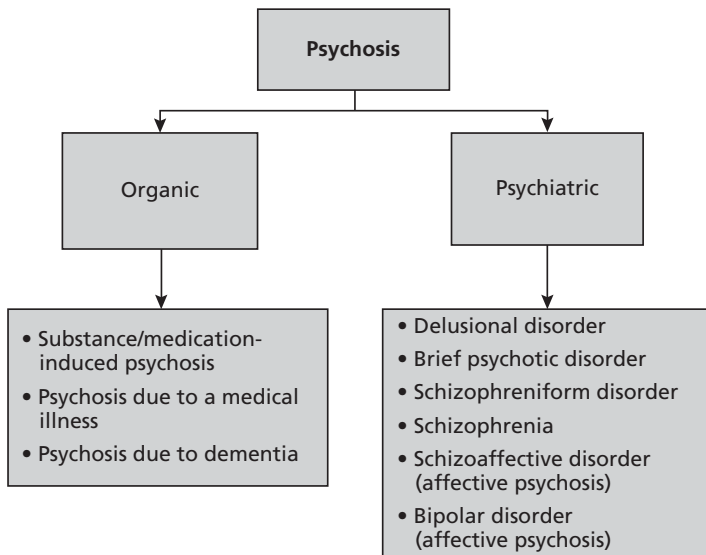 Psychosis
Organic
Psychiatric
• Substance/medication-
induced psychosis
• Psychosis due to a medical
illness
• Psychosis due to dementia
• Delusional disorder
• Brief psychotic disorder
• Schizophreniform disorder
• Schizophrenia
• Schizoaffective disorder
(affective psychosis)
• Bipolar disorder
(affective psychosis)